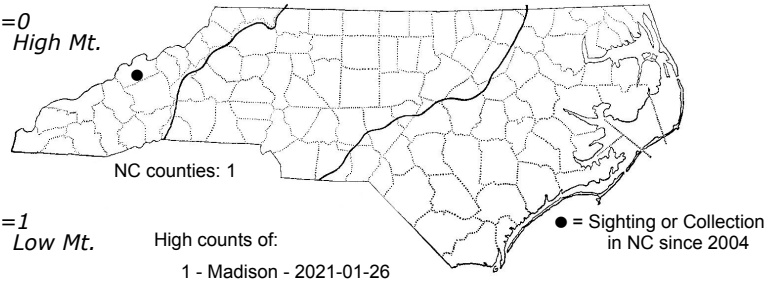 =0
High Mt.
NC counties: 1
=1
Low Mt.
High counts of:
1 - Madison - 2021-01-26
● = Sighting or Collection
in NC since 2004